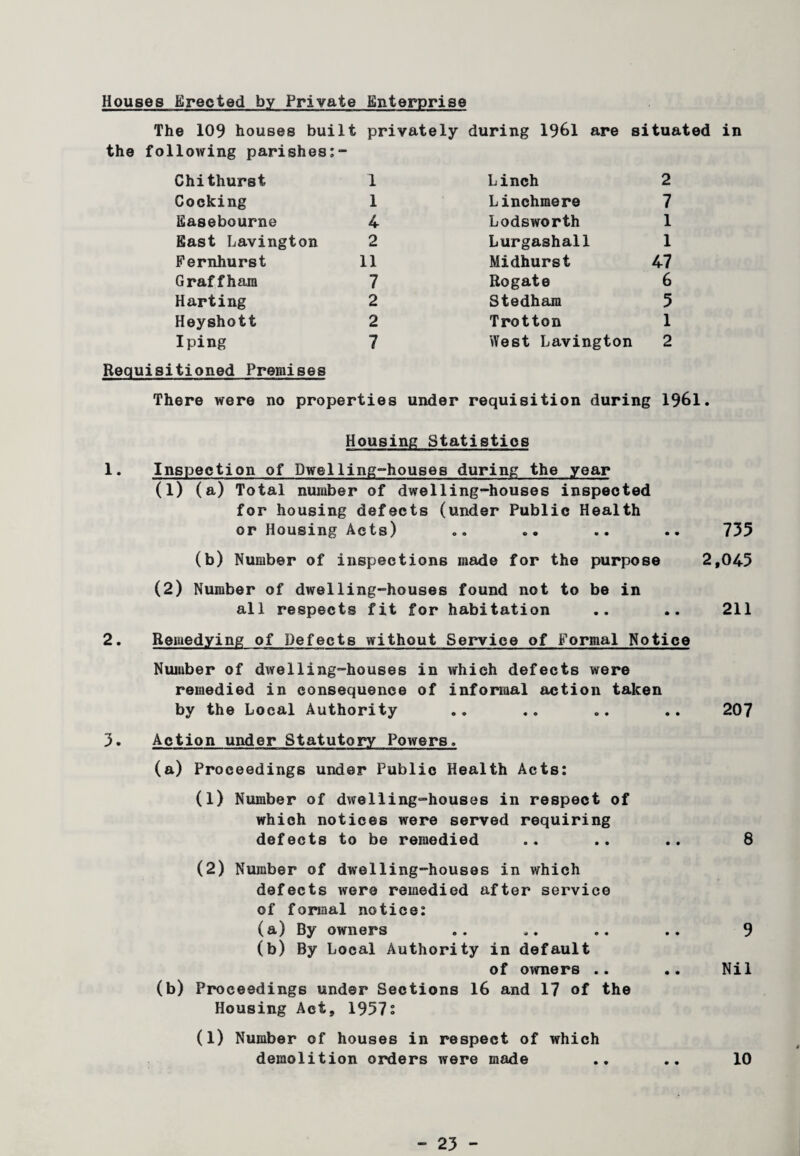 Houses Erected by Private Enterprise
The 109 houses built privately during 1961 are situated in
the following parishes:-
Chithurst 1 Linch 2
Cocking 1 Linchmere 7
Easebourne 4 Lodsworth 1
East Lavington 2 Lurgashall 1
Fernhurst 11 Midhurst 47
Graffham 7 Rogate 6
Harting 2 Stedham 5
Heyshott 2 Trotton 1
Iping 7 West Lavington 2
Requisitioned Premises
There were no properties under requisition during 1961.
Housing Statistics
1. Inspection of Dwelling-houses during the year
(1) (a) Total number of dwelling-houses inspected
for housing defects (under Public Health
or Housing Acts) .. .. .. .. 735
(b) Number of inspections made for the purpose 2,045
(2) Number of dwelling-houses found not to be in
all respects fit for habitation .. .. 211
2. Remedying of Defects without Service of Formal Notice
Number of dwelling-houses in which defects were
remedied in consequence of informal action taken
by the Local Authority .. .. .. .. 207
3. Action under Statutory Powers.
(a) Proceedings under Public Health Acts:
(1) Number of dwelling-houses in respect of
which notices were served requiring
defects to be remedied .. .. .. 8
(2) Number of dwelling-houses in which
defects were remedied after service
of formal notice:
(a) By owners .. .. .. .. 9
(b) By Local Authority in default
of owners .. .. Nil
(b) Proceedings under Sections 16 and 17 of the
Housing Act, 1957:
(1) Number of houses in respect of which
demolition orders were made .. .. 10
- 23 -